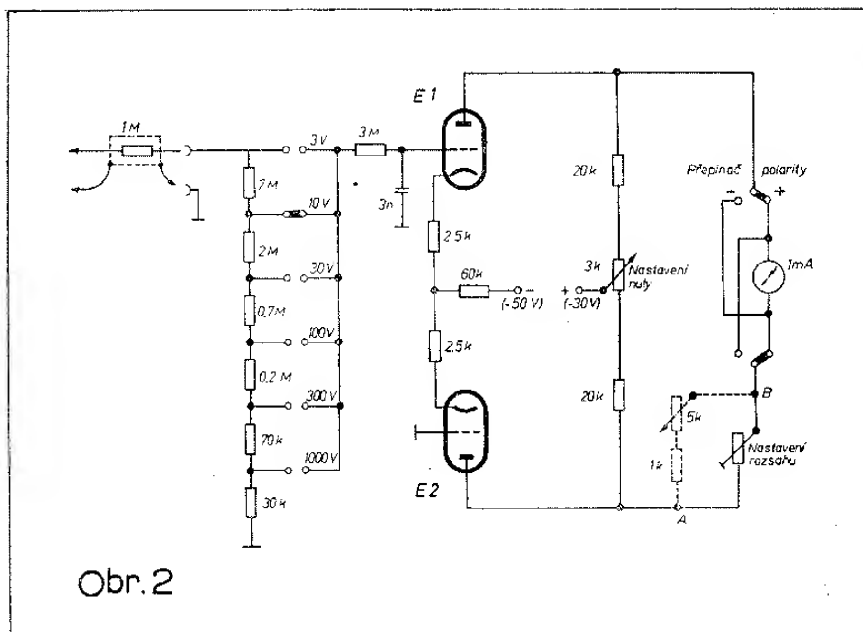 E1
1M
3V
3M
7M
3n
10V
2M
30V
0,7M
100V
0,2M
300V
70k
1000V
30k
2,5k
60k
-
(-50V)
2,5k
E2
20k
+
(-30V)
3k
Nastavení
nuly
20k
Přepínač polarity
- +
1mA
B
5k
1k
Nastavení
rozsahu
A
Obr. 2